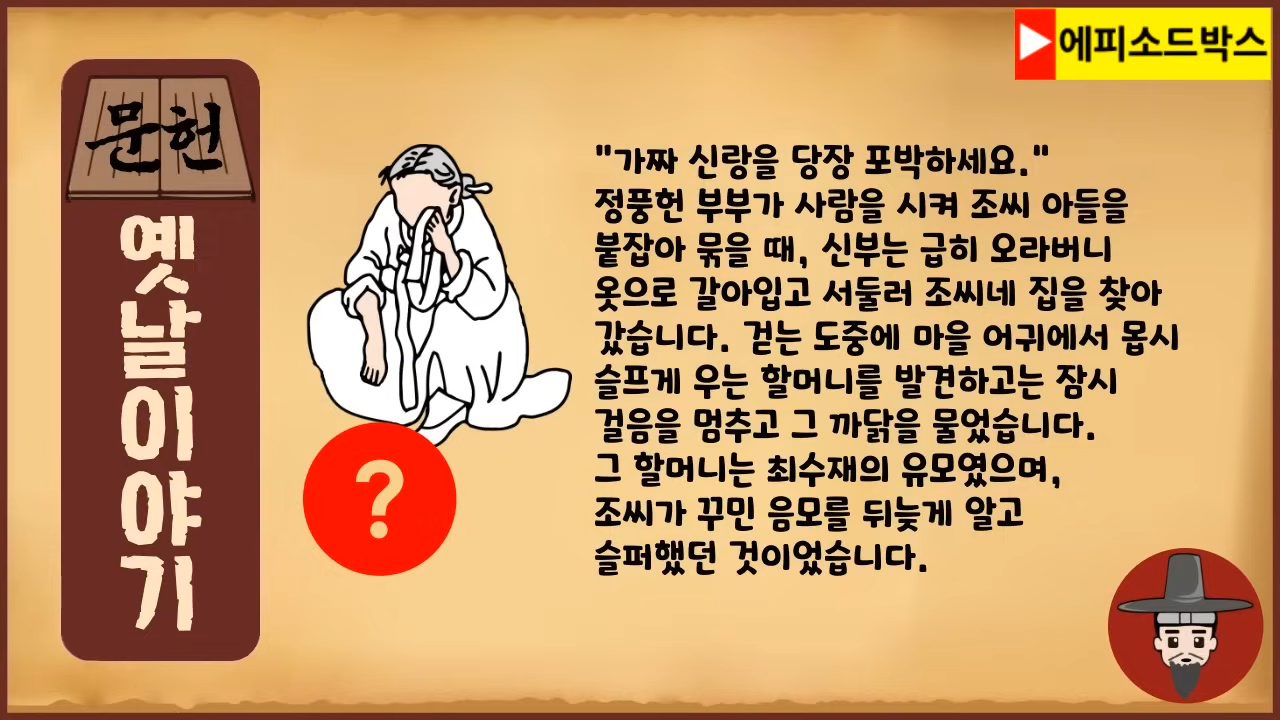 에피소드박스
문헌
옛날이야기
"가짜 신랑을 당장 포박하세요."
정풍헌 부부가 사람을 시켜 조씨 아들을
붙잡아 묶을 때, 신부는 급히 오라버니
옷으로 갈아입고 서둘러 조씨네 집을 찾아
갔습니다. 걷는 도중에 마을 어귀에서 몹시
슬프게 우는 할머니를 발견하고는 잠시
걸음을 멈추고 그 까닭을 물었습니다.
그 할머니는 최수재의 유모였으며,
조씨가 꾸민 음모를 뒤늦게 알고
슬퍼했던 것이었습니다.
?